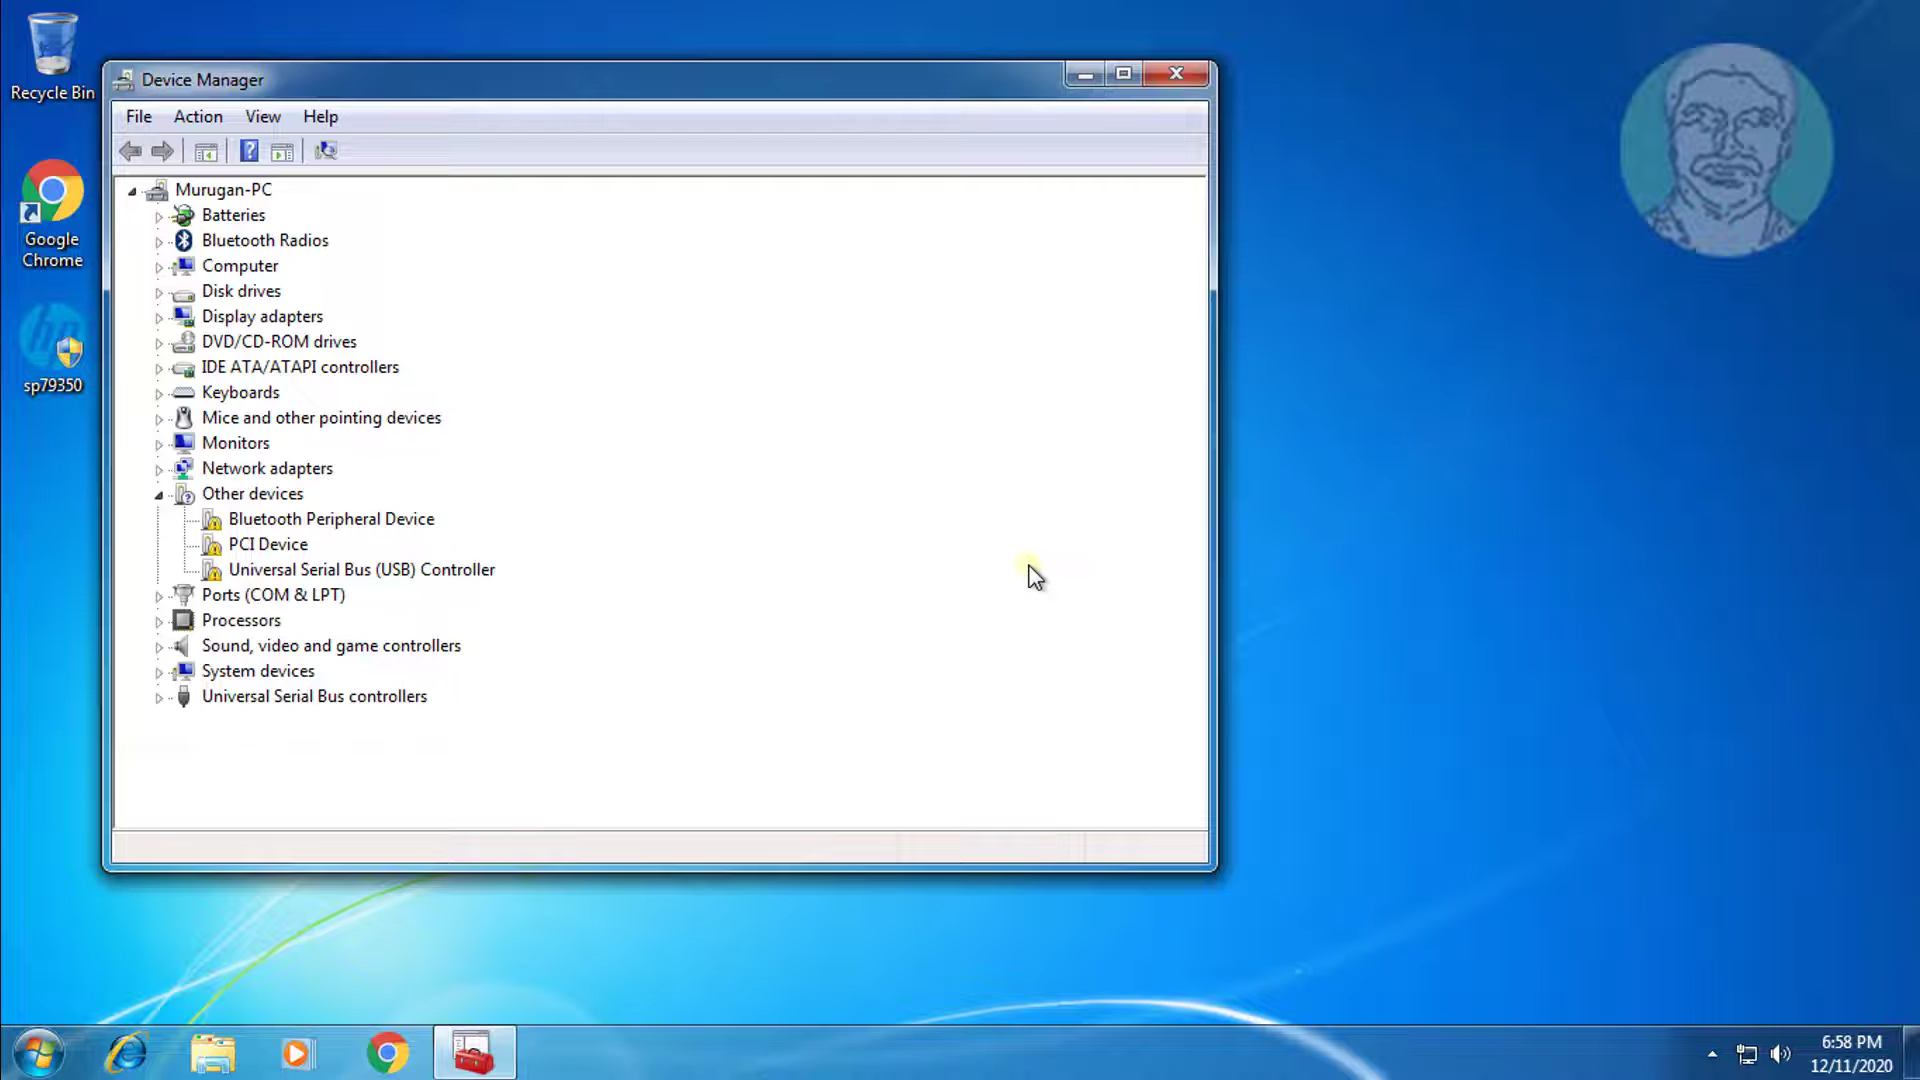 Recycle Bin
Google
Chrome
hp
sp79350
Device Manager
File Action View Help
Murugan-PC
Batteries
Bluetooth Radios
Computer
Disk drives
Display adapters
DVD/CD-ROM drives
IDE ATA/ATAPI controllers
Keyboards
Mice and other pointing devices
Monitors
Network adapters
Other devices
Bluetooth Peripheral Device
PCI Device
Universal Serial Bus (USB) Controller
Ports (COM & LPT)
Processors
Sound, video and game controllers
System devices
Universal Serial Bus controllers
6:58 PM
12/11/2020